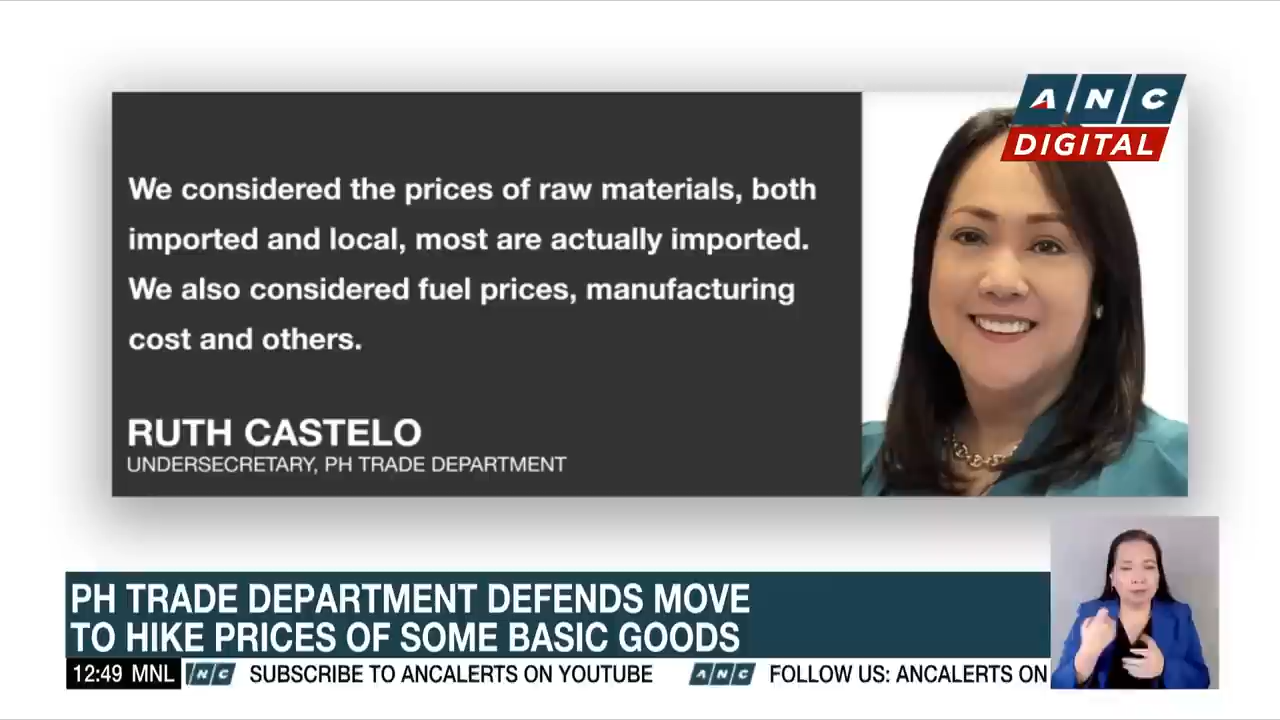 ANC
DIGITAL
We considered the prices of raw materials, both
imported and local, most are actually imported.
We also considered fuel prices, manufacturing
cost and others.
RUTH CASTELO
UNDERSECRETARY, PH TRADE DEPARTMENT
PH TRADE DEPARTMENT DEFENDS MOVE
TO HIKE PRICES OF SOME BASIC GOODS
12:49 MNL ANC SUBSCRIBE TO ANCALERTS ON YOUTUBE ANC FOLLOW US: ANCALERTS ON